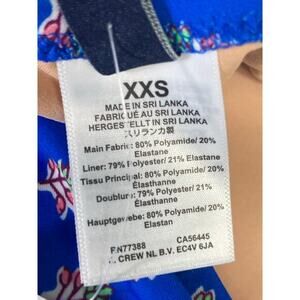 XXS
MADE IN SRI LANKA
FABRIQUÉ AU SRI LANKA
HERGESTELLT IN SRI LANKA
スリランカ製
Main Fabric: 80% Polyamide/ 20%
Elastane
Liner: 79% Polyester/ 21% Elastane
Tissu Principal: 80% Polyamide/ 20%
Élasthanne
Doublure: 79% Polyester/ 21%
Élasthanne
Hauptgewebe: 80% Polyamide/ 20%
Elastan
RN77388 CA56445
J. CREW NL B.V. EC4V 6JA